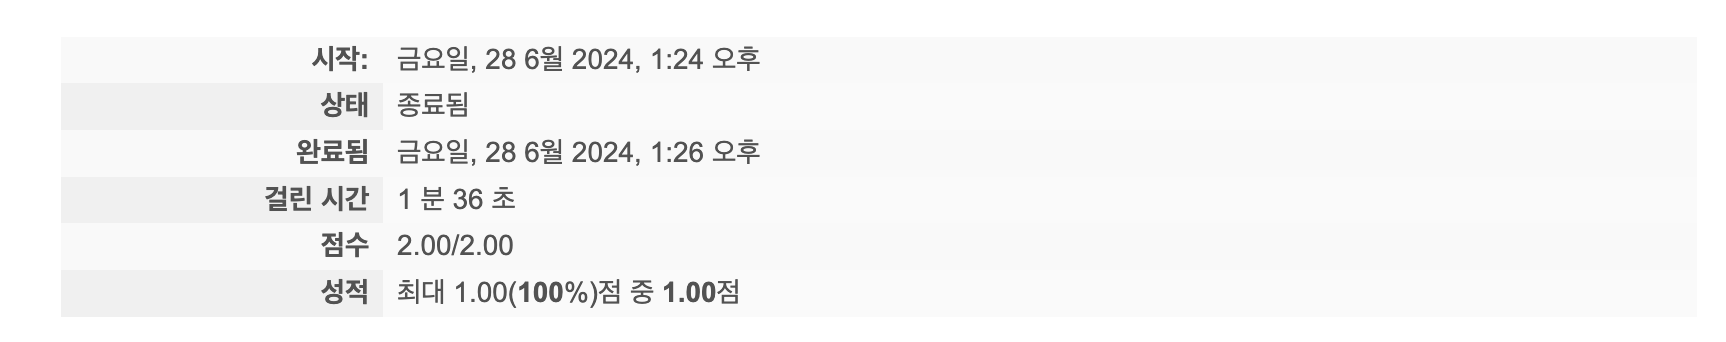 시작: 금요일, 28 6월 2024, 1:24 오후
상태 종료됨
완료됨 금요일, 28 6월 2024, 1:26 오후
걸린 시간 1 분 36 초
점수 2.00/2.00
성적 최대 1.00(100%)점 중 1.00점